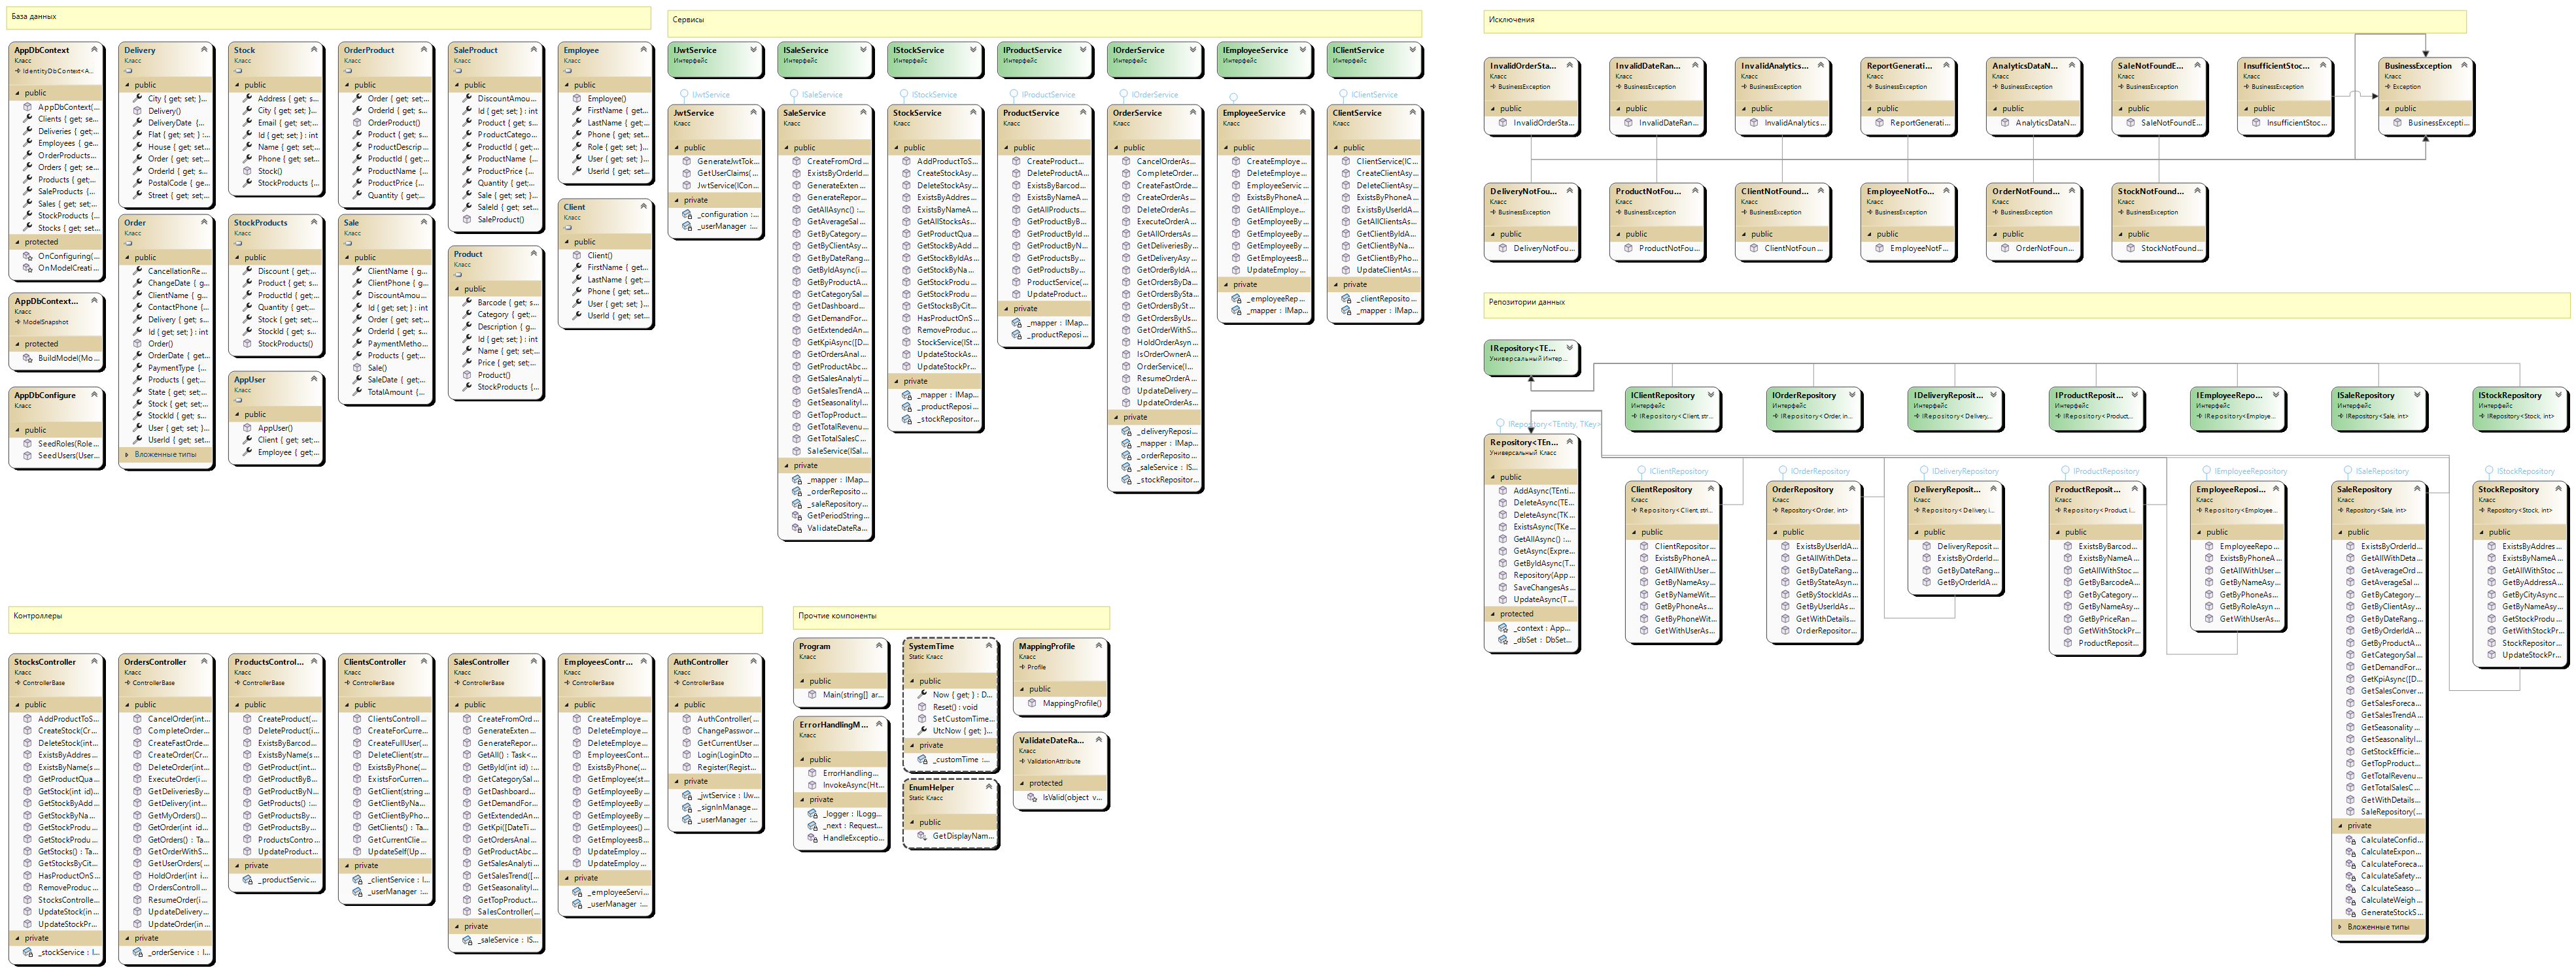 База данных
AppDbContext
Класс
IdentityDbContext<A...
public
AppDbContext(...
Clients { get; se...
Deliveries { get;...
Employees { ge...
OrderProducts...
Orders { get; se...
Products { get;...
SaleProducts {...
Sales { get; set;...
StockProducts {...
Stocks { get; set...
protected
OnConfiguring(...
OnModelCreati...
AppDbContext...
Класс
ModelSnapshot
protected
BuildModel(Mo...
AppDbConfigure
Класс
public
SeedRoles(Role...
SeedUsers(User...
Delivery
Класс
public
City { get; set; }...
Delivery()
DeliveryDate {...
Flat { get; set; } :...
House { get; set...
Order { get; set;...
OrderId { get; s...
PostalCode { ge...
Street { get; set;...
Order
Класс
public
CancellationRe...
ChangeDate { g...
ClientName { g...
ContactPhone {...
Delivery { get; s...
Id { get; set; } : int
Order()
OrderDate { get...
PaymentType {...
Products { get;...
State { get; set; }...
Stock { get; set;...
StockId { get; s...
User { get; set; }...
UserId { get; set...
Вложенные типы
Stock
Класс
public
Address { get; s...
City { get; set; }...
Email { get; set;...
Id { get; set; } : int
Name { get; set;...
Phone { get; set...
Stock()
StockProducts {...
StockProducts
Класс
public
Discount { get;...
Product { get; s...
ProductId { get;...
Quantity { get;...
Stock { get; set;...
StockId { get; s...
StockProducts()
AppUser
Класс
public
AppUser()
Client { get; set;...
Employee { get;...
OrderProduct
Класс
public
Order { get; set;...
OrderId { get; s...
OrderProduct()
Product { get; s...
ProductDescrip...
ProductId { get;...
ProductName {...
ProductPrice {...
Quantity { get;...
Sale
Класс
public
ClientName { g...
ClientPhone { g...
DiscountAmou...
Id { get; set; } : int
Order { get; set;...
OrderId { get; s...
PaymentMetho...
Products { get;...
Sale()
SaleDate { get;...
TotalAmount {...
SaleProduct
Класс
public
DiscountAmou...
Id { get; set; } : int
Product { get; s...
ProductCatego...
ProductId { get;...
ProductName {...
ProductPrice {...
Quantity { get;...
Sale { get; set; }...
SaleId { get; set...
SaleProduct()
Product
Класс
public
Barcode { get; s...
Category { get;...
Description { g...
Id { get; set; } : int
Name { get; set;...
Price { get; set;...
Product()
StockProducts {...
Employee
Класс
public
Employee()
FirstName { get...
LastName { get...
Phone { get; set...
Role { get; set; }...
User { get; set; }...
UserId { get; set...
Client
Класс
public
Client()
FirstName { get...
LastName { get...
Phone { get; set...
User { get; set; }...
UserId { get; set...
Сервисы
IJwtService
Интерфейс
IJwtService
JwtService
Класс
public
GenerateJwtTok...
GetUserClaims(...
JwtService(ICon...
private
_configuration :...
_userManager :...
ISaleService
Интерфейс
ISaleService
SaleService
Класс
public
CreateFromOrd...
ExistsByOrderId...
GenerateExten...
GenerateRepor...
GetAllAsync() :...
GetAverageSal...
GetByCategory...
GetByClientAsy...
GetByDateRang...
GetByIdAsync(i...
GetByProductA...
GetCategorySal...
GetDashboard...
GetDemandFor...
GetExtendedAn...
GetKpiAsync([D...
GetOrdersAnal...
GetProductAbc...
GetSalesAnalyti...
GetSalesTrendA...
GetSeasonalityI...
GetTopProduct...
GetTotalRevenu...
GetTotalSalesC...
SaleService(ISal...
private
_mapper : IMap...
_orderReposito...
_saleRepository...
GetPeriodString...
ValidateDateRa...
IStockService
Интерфейс
IStockService
StockService
Класс
public
AddProductToS...
CreateStockAsy...
DeleteStockAsy...
ExistsByAddres...
ExistsByNameA...
GetAllStocksAs...
GetProductQua...
GetStockByAdd...
GetStockByIdAs...
GetStockByNa...
GetStockProdu...
GetStockProdu...
GetStocksByCit...
HasProductOnS...
RemoveProduc...
StockService(ISt...
UpdateStockAs...
UpdateStockPr...
private
_mapper : IMap...
_productReposi...
_stockRepositor...
IProductService
Интерфейс
IProductService
ProductService
Класс
public
CreateProduct...
DeleteProductA...
ExistsByBarcod...
ExistsByNameA...
GetAllProducts...
GetProductByB...
GetProductById...
GetProductByN...
GetProductsBy...
GetProductsBy...
ProductService(...
UpdateProduct...
private
_mapper : IMap...
_productReposi...
IOrderService
Интерфейс
IOrderService
OrderService
Класс
public
CancelOrderAs...
CompleteOrder...
CreateFastOrde...
CreateOrderAs...
DeleteOrderAs...
ExecuteOrderA...
GetAllOrdersAs...
GetDeliveriesBy...
GetDeliveryAsy...
GetOrderByIdA...
GetOrdersByDa...
GetOrdersBySta...
GetOrdersBySt...
GetOrdersByUs...
GetOrderWithS...
HoldOrderAsyn...
IsOrderOwnerA...
OrderService(I...
ResumeOrderA...
UpdateDelivery...
UpdateOrderAs...
private
_deliveryReposi...
_mapper : IMap...
_orderReposito...
_saleService : IS...
_stockRepositor...
IEmployeeService
Интерфейс
EmployeeService
Класс
public
CreateEmploye...
DeleteEmploye...
EmployeeServic...
ExistsByPhoneA...
GetAllEmploye...
GetEmployeeBy...
GetEmployeeBy...
GetEmployeeBy...
GetEmployeesB...
UpdateEmploy...
private
_employeeRep...
_mapper : IMap...
IClientService
Интерфейс
IClientService
ClientService
Класс
public
ClientService(IC...
CreateClientAsy...
DeleteClientAsy...
ExistsByPhoneA...
ExistsByUserIdA...
GetAllClientsAs...
GetClientByIdA...
GetClientByNa...
GetClientByPho...
UpdateClientAs...
private
_clientReposito...
_mapper : IMap...
Исключения
InvalidOrderSta...
Класс
BusinessException
public
InvalidOrderSta...
InvalidDateRan...
Класс
BusinessException
public
InvalidDateRan...
InvalidAnalytics...
Класс
BusinessException
public
InvalidAnalytics...
ReportGenerati...
Класс
BusinessException
public
ReportGenerati...
AnalyticsDataN...
Класс
BusinessException
public
AnalyticsDataN...
SaleNotFoundE...
Класс
BusinessException
public
SaleNotFoundE...
InsufficientStoc...
Класс
BusinessException
public
InsufficientStoc...
BusinessException
Класс
Exception
public
BusinessExcepti...
DeliveryNotFou...
Класс
BusinessException
public
DeliveryNotFou...
ProductNotFou...
Класс
BusinessException
public
ProductNotFou...
ClientNotFound...
Класс
BusinessException
public
ClientNotFoun...
EmployeeNotFo...
Класс
BusinessException
public
EmployeeNotF...
OrderNotFound...
Класс
BusinessException
public
OrderNotFoun...
StockNotFound...
Класс
BusinessException
public
StockNotFound...
Репозитории данных
IRepository<TE...
Универсальный Интер...
IRepository<TEntity, TKey>
Repository<TEn...
Универсальный Класс
public
AddAsync(TEnti...
DeleteAsync(TE...
DeleteAsync(TK...
ExistsAsync(TKe...
GetAllAsync() :...
GetAsync(Expre...
GetByIdAsync(T...
Repository(App...
SaveChangesAs...
UpdateAsync(T...
protected
_context : App...
_dbSet : DbSet...
IClientRepository
Интерфейс
IRepository<Client, str...
IClientRepository
ClientRepository
Класс
Repository<Client, stri...
public
ClientRepositor...
ExistsByPhoneA...
GetAllWithUser...
GetByNameAsy...
GetByNameWit...
GetByPhoneAs...
GetByPhoneWit...
GetWithUserAs...
IOrderRepository
Интерфейс
IRepository<Order, in...
IOrderRepository
OrderRepository
Класс
Repository<Order, int>
public
ExistsByUserIdA...
GetAllWithDeta...
GetByDateRang...
GetByStateAsyn...
GetByStockIdAs...
GetByUserIdAs...
GetWithDetails...
OrderRepositor...
IDeliveryReposit...
Интерфейс
IRepository<Delivery,...
IDeliveryRepository
DeliveryReposit...
Класс
Repository<Delivery, i...
public
DeliveryReposit...
ExistsByOrderId...
GetByDateRang...
GetByOrderIdA...
IProductReposit...
Интерфейс
IRepository<Product,...
IProductRepository
ProductReposit...
Класс
Repository<Product, i...
public
ExistsByBarcod...
ExistsByNameA...
GetAllWithStoc...
GetByBarcodeA...
GetByCategory...
GetByNameAsy...
GetByPriceRan...
GetWithStockPr...
ProductReposit...
IEmployeeRepo...
Интерфейс
IRepository<Employe...
IEmployeeRepository
EmployeeReposi...
Класс
Repository<Employee...
public
EmployeeRepo...
ExistsByPhoneA...
GetAllWithUser...
GetByNameAsy...
GetByPhoneAs...
GetByRoleAsyn...
GetWithUserAs...
ISaleRepository
Интерфейс
IRepository<Sale, int>
ISaleRepository
SaleRepository
Класс
Repository<Sale, int>
public
ExistsByOrderId...
GetAllWithDeta...
GetAverageOrd...
GetAverageSal...
GetByCategory...
GetByClientAsy...
GetByDateRang...
GetByOrderIdA...
GetByProductA...
GetCategorySal...
GetDemandFor...
GetKpiAsync([D...
GetSalesConver...
GetSalesForeca...
GetSalesTrendA...
GetSeasonality...
GetSeasonalityI...
GetStockEfficie...
GetTopProduct...
GetTotalRevenu...
GetTotalSalesC...
GetWithDetails...
SaleRepository(...
private
CalculateConfid...
CalculateExpon...
CalculateForeca...
CalculateSafety...
CalculateSeaso...
CalculateWeigh...
GenerateStockS...
Вложенные типы
IStockRepository
Интерфейс
IRepository<Stock, int>
IStockRepository
StockRepository
Класс
Repository<Stock, int>
public
ExistsByAddres...
ExistsByNameA...
GetAllWithStoc...
GetByAddressA...
GetByCityAsync...
GetByNameAsy...
GetStockProdu...
GetWithStockPr...
StockRepositor...
UpdateStockPr...
Контроллеры
StocksController
Класс
ControllerBase
public
AddProductToS...
CreateStock(Cr...
DeleteStock(int...
ExistsByAddres...
ExistsByName(s...
GetProductQua...
GetStock(int id)...
GetStockByAdd...
GetStockByNa...
GetStockProdu...
GetStockProdu...
GetStocks() : Ta...
GetStocksByCit...
HasProductOnS...
RemoveProduc...
StocksControlle...
UpdateStock(in...
UpdateStockPr...
private
_stockService : I...
OrdersController
Класс
ControllerBase
public
CancelOrder(int...
CompleteOrder...
CreateFastOrde...
CreateOrder(Cr...
DeleteOrder(int...
ExecuteOrder(i...
GetDeliveriesBy...
GetDelivery(int...
GetMyOrders()...
GetOrder(int id...
GetOrders() : Ta...
GetOrderWithS...
GetUserOrders(...
HoldOrder(int i...
OrdersControll...
ResumeOrder(i...
UpdateDelivery...
UpdateOrder(in...
private
_orderService : I...
ProductsControl...
Класс
ControllerBase
public
CreateProduct(...
DeleteProduct(i...
ExistsByBarcod...
ExistsByName(s...
GetProduct(int...
GetProductByB...
GetProductByN...
GetProducts() :...
GetProductsBy...
GetProductsBy...
ProductsContro...
UpdateProduct...
private
_productServic...
ClientsController
Класс
ControllerBase
public
ClientsControll...
CreateForCurre...
CreateFullUser(...
DeleteClient(str...
ExistsByPhone(...
ExistsForCurren...
GetClient(string...
GetClientByNa...
GetClientByPho...
GetClients() : Ta...
GetCurrentClie...
UpdateSelf(Up...
private
_clientService : I...
_userManager :...
SalesController
Класс
ControllerBase
public
CreateFromOrd...
GenerateExten...
GenerateRepor...
GetAll() : Task<...
GetById(int id) :...
GetCategorySal...
GetDashboard...
GetDemandFor...
GetExtendedAn...
GetKpi([DateTi...
GetOrdersAnal...
GetProductAbc...
GetSalesAnalyti...
GetSalesTrend([...
GetSeasonalityI...
GetTopProduct...
SalesController(...
private
_saleService : IS...
EmployeesContr...
Класс
ControllerBase
public
CreateEmploye...
DeleteEmploye...
DeleteEmploye...
EmployeesCont...
ExistsByPhone(...
GetEmployee(st...
GetEmployeeBy...
GetEmployeeBy...
GetEmployeeBy...
GetEmployees()...
GetEmployeesB...
UpdateEmploy...
UpdateEmploy...
private
_employeeServi...
_userManager :...
AuthController
Класс
ControllerBase
public
AuthController(...
ChangePasswor...
GetCurrentUser...
Login(LoginDto...
Register(Regist...
private
_jwtService : IJw...
_signInManage...
_userManager :...
Прочтие компоненты
Program
Класс
public
Main(string[] ar...
ErrorHandlingM...
Класс
public
ErrorHandling...
InvokeAsync(Ht...
private
_logger : ILogg...
_next : Request...
HandleExceptio...
SystemTime
Static Класс
public
Now { get; } : D...
Reset() : void
SetCustomTime...
UtcNow { get; }...
private
_customTime :...
EnumHelper
Static Класс
public
GetDisplayNam...
MappingProfile
Класс
Profile
public
MappingProfile()
ValidateDateRa...
Класс
ValidationAttribute
protected
IsValid(object v...